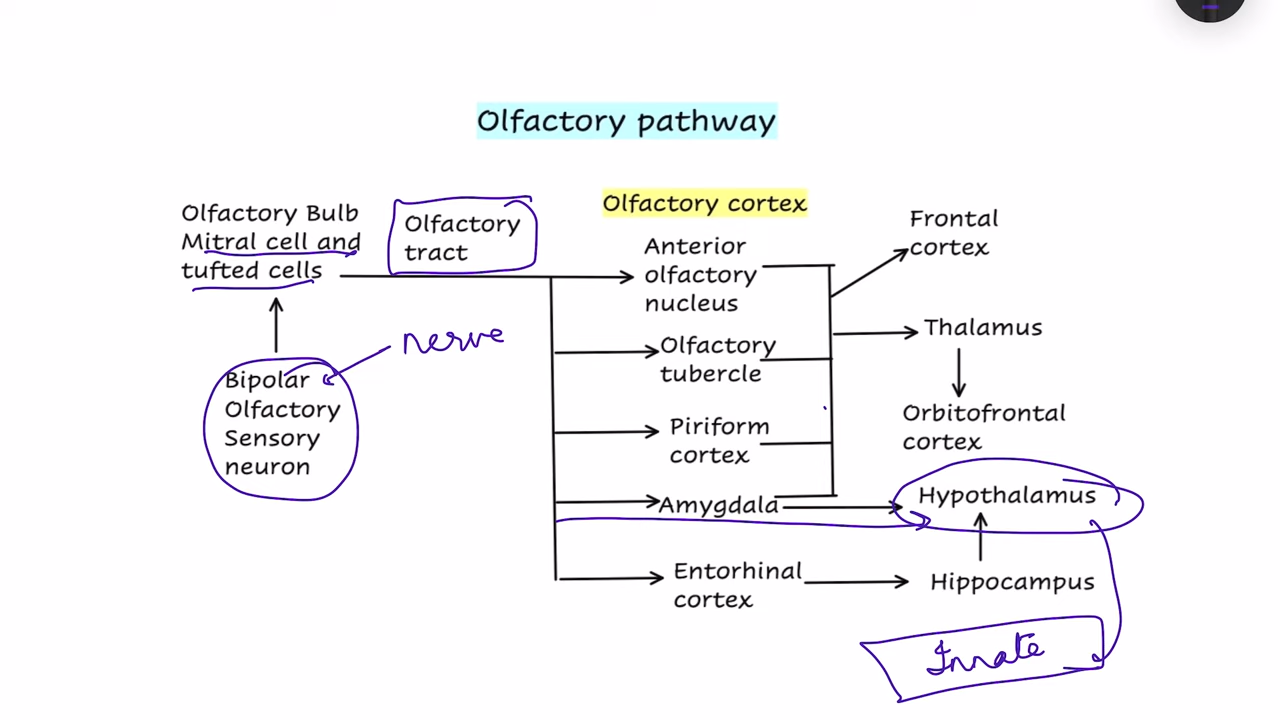 Olfactory pathway
Olfactory Bulb
Mitral cell and
tufted cells
Olfactory
tract
nerve
Bipolar
Olfactory
Sensory
neuron
Olfactory cortex
Anterior
olfactory
nucleus
Olfactory
tubercle
Piriform
cortex
Amygdala
Entorhinal
cortex
Frontal
cortex
Thalamus
Orbitofrontal
cortex
Hypothalamus
Hippocampus
Innate